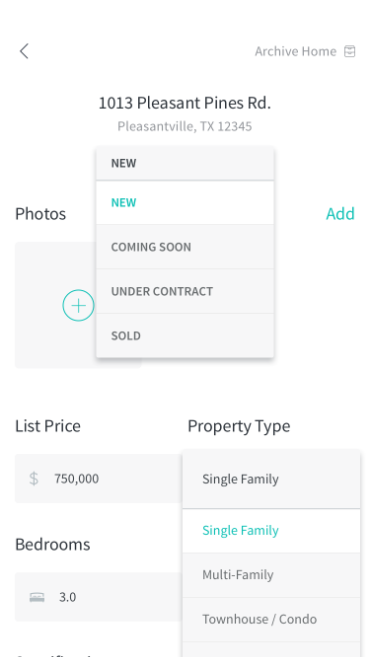 Archive Home
1013 Pleasant Pines Rd.
Pleasantville, TX 12345
NEW
NEW
COMING SOON
UNDER CONTRACT
SOLD
Photos
Add
List Price
Property Type
$ 750,000
Single Family
Single Family
Multi-Family
Townhouse / Condo
Bedrooms
3.0